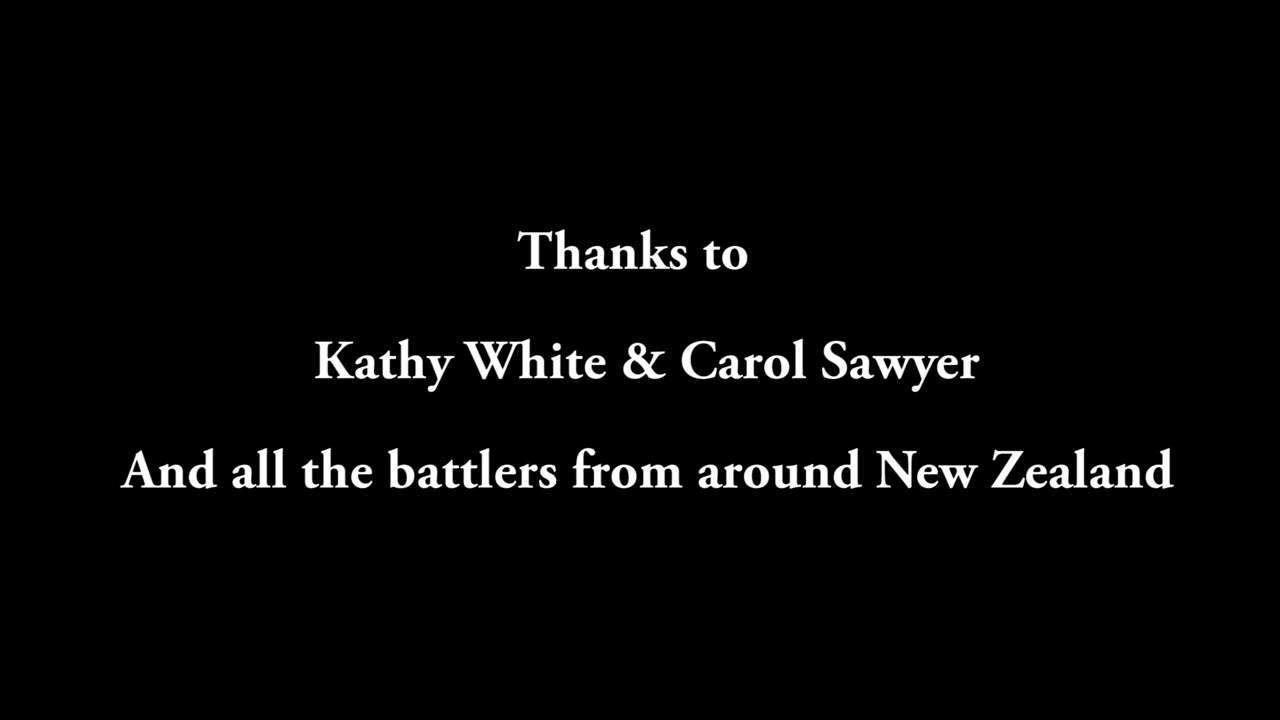 Thanks to
Kathy White & Carol Sawyer
And all the battlers from around New Zealand